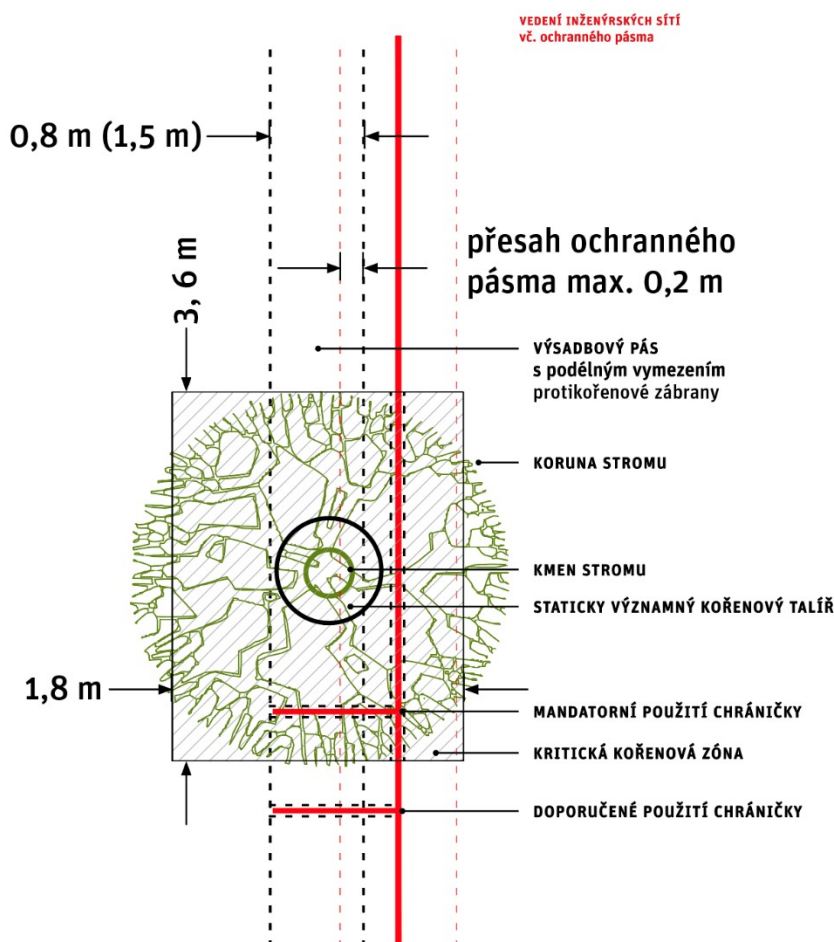 VEDENÍ INŽENÝRSKÝCH SÍTÍ
vč. ochranného pásma
0,8 m (1,5 m)
přesah ochranného
pásma max. 0,2 m
3, 6 m
VÝSADBOVÝ PÁS
s podélným vymezením
protikořenové zábrany
KORUNA STROMU
KMEN STROMU
STATICKY VÝZNAMNÝ KOŘENOVÝ TALÍŘ
1,8 m
MANDATORNÍ POUŽITÍ CHRÁNIČKY
KRITICKÁ KOŘENOVÁ ZÓNA
DOPORUČENÉ POUŽITÍ CHRÁNIČKY